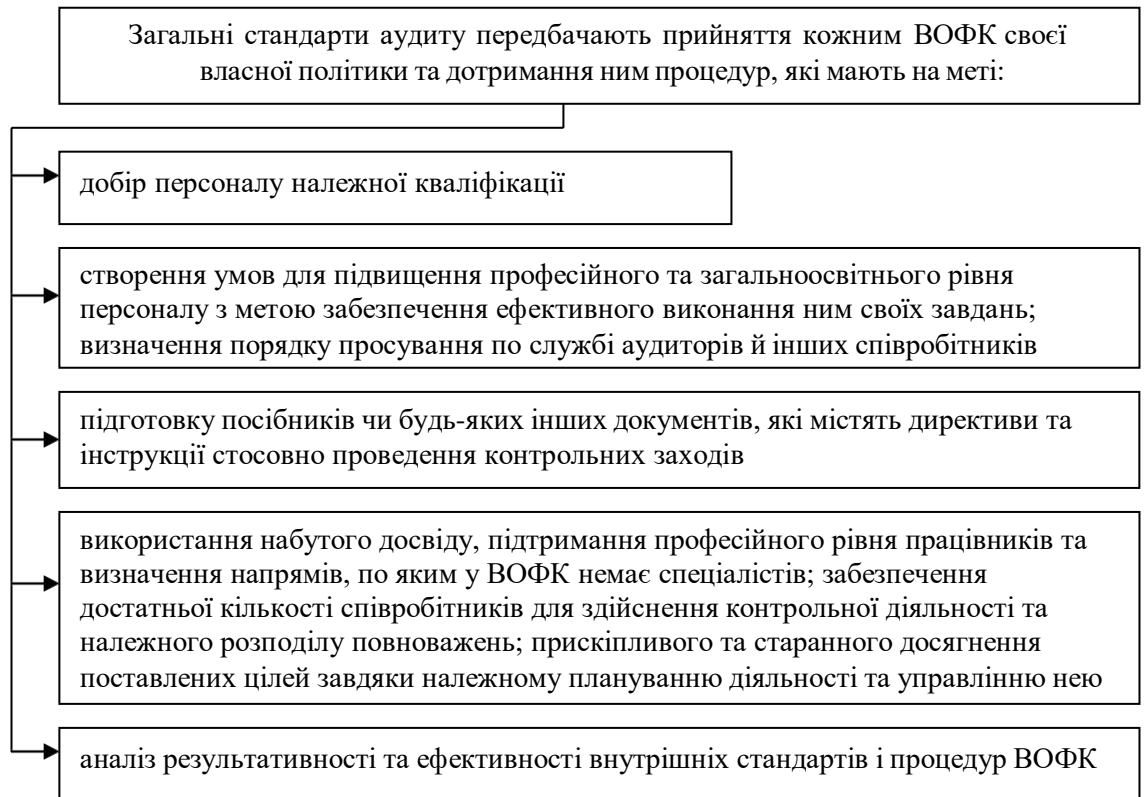 Загальні стандарти аудиту передбачають прийняття кожним ВОФК своєї
власної політики та дотримання ним процедур, які мають на меті:
добір персоналу належної кваліфікації
створення умов для підвищення професійного та загальноосвітнього рівня
персоналу з метою забезпечення ефективного виконання ним своїх завдань;
визначення порядку просування по службі аудиторів й інших співробітників
підготовку посібників чи будь-яких інших документів, які містять директиви та
інструкції стосовно проведення контрольних заходів
використання набутого досвіду, підтримання професійного рівня працівників та
визначення напрямів, по яким у ВОФК немає спеціалістів; забезпечення
достатньої кількості співробітників для здійснення контрольної діяльності та
належного розподілу повноважень; прискіпливого та старанного досягнення
поставлених цілей завдяки належному плануванню діяльності та управлінню нею
аналіз результативності та ефективності внутрішніх стандартів і процедур ВОФК